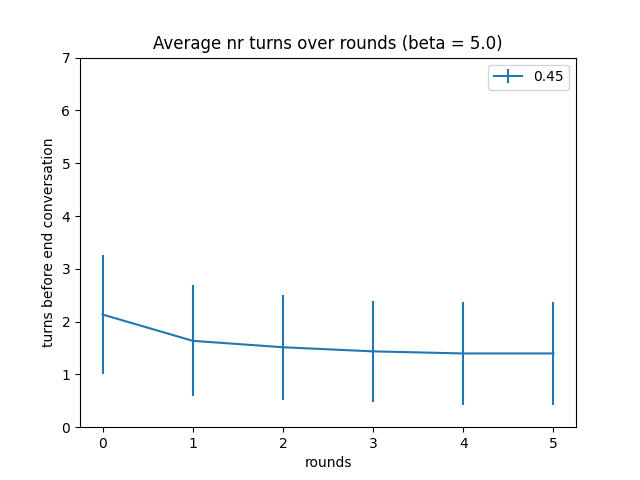 Average nr turns over rounds (beta = 5.0)
0.45
turns before end conversation
7
6
5
4
3
2
1
0
0 1 2 3 4 5
rounds